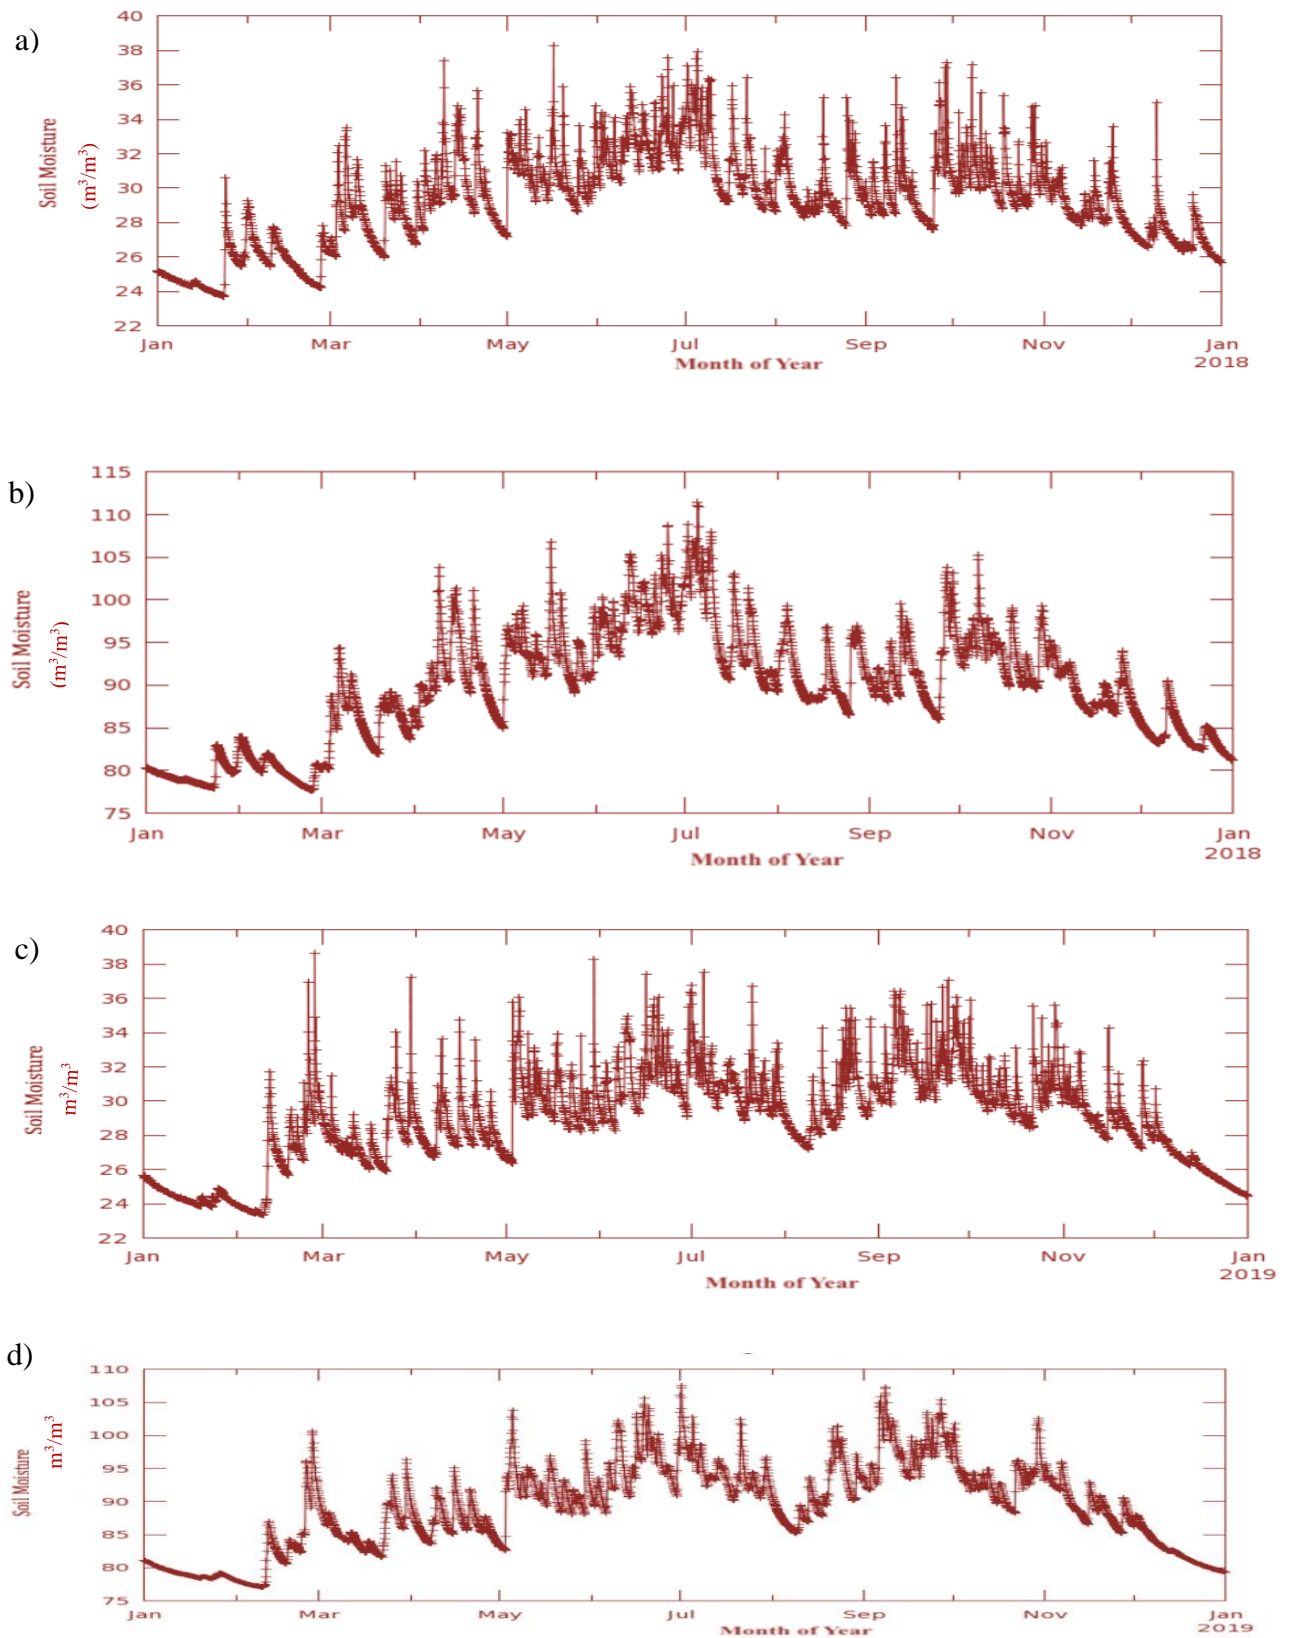 a)
40
38
36
34
32
30
28
26
24
22
Soil Moisture
(m³/m³)
Jan Mar May Jul Sep Nov Jan
2018
Month of Year
b)
115
110
105
100
95
90
85
80
75
Soil Moisture
(m³/m³)
Jan Mar May Jul Sep Nov Jan
2018
Month of Year
c)
40
38
36
34
32
30
28
26
24
22
Soil Moisture
m³/m³
Jan Mar May Jul Sep Nov Jan
2019
Month of Year
d)
110
105
100
95
90
85
80
75
Soil Moisture
m³/m³
Jan Mar May Jul Sep Nov Jan
2019
Month of Year